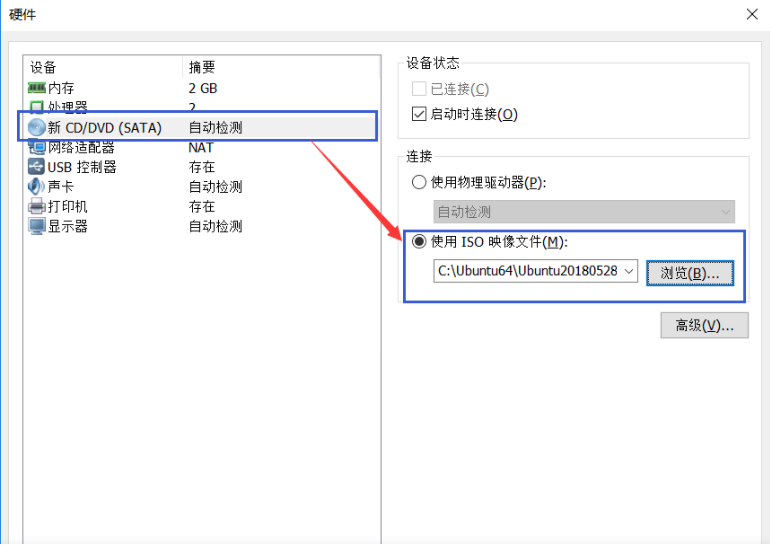 硬件
设备 摘要
内存 2 GB
处理器 2
新 CD/DVD (SATA) 自动检测
网络适配器 NAT
USB 控制器 存在
声卡 自动检测
打印机 存在
显示器 自动检测
设备状态
已连接(C)
启动时连接(O)
连接
使用物理驱动器(P):
自动检测
使用 ISO 映像文件(M):
C:\Ubuntu64\Ubuntu20180528 浏览(B)...
高级(V)...